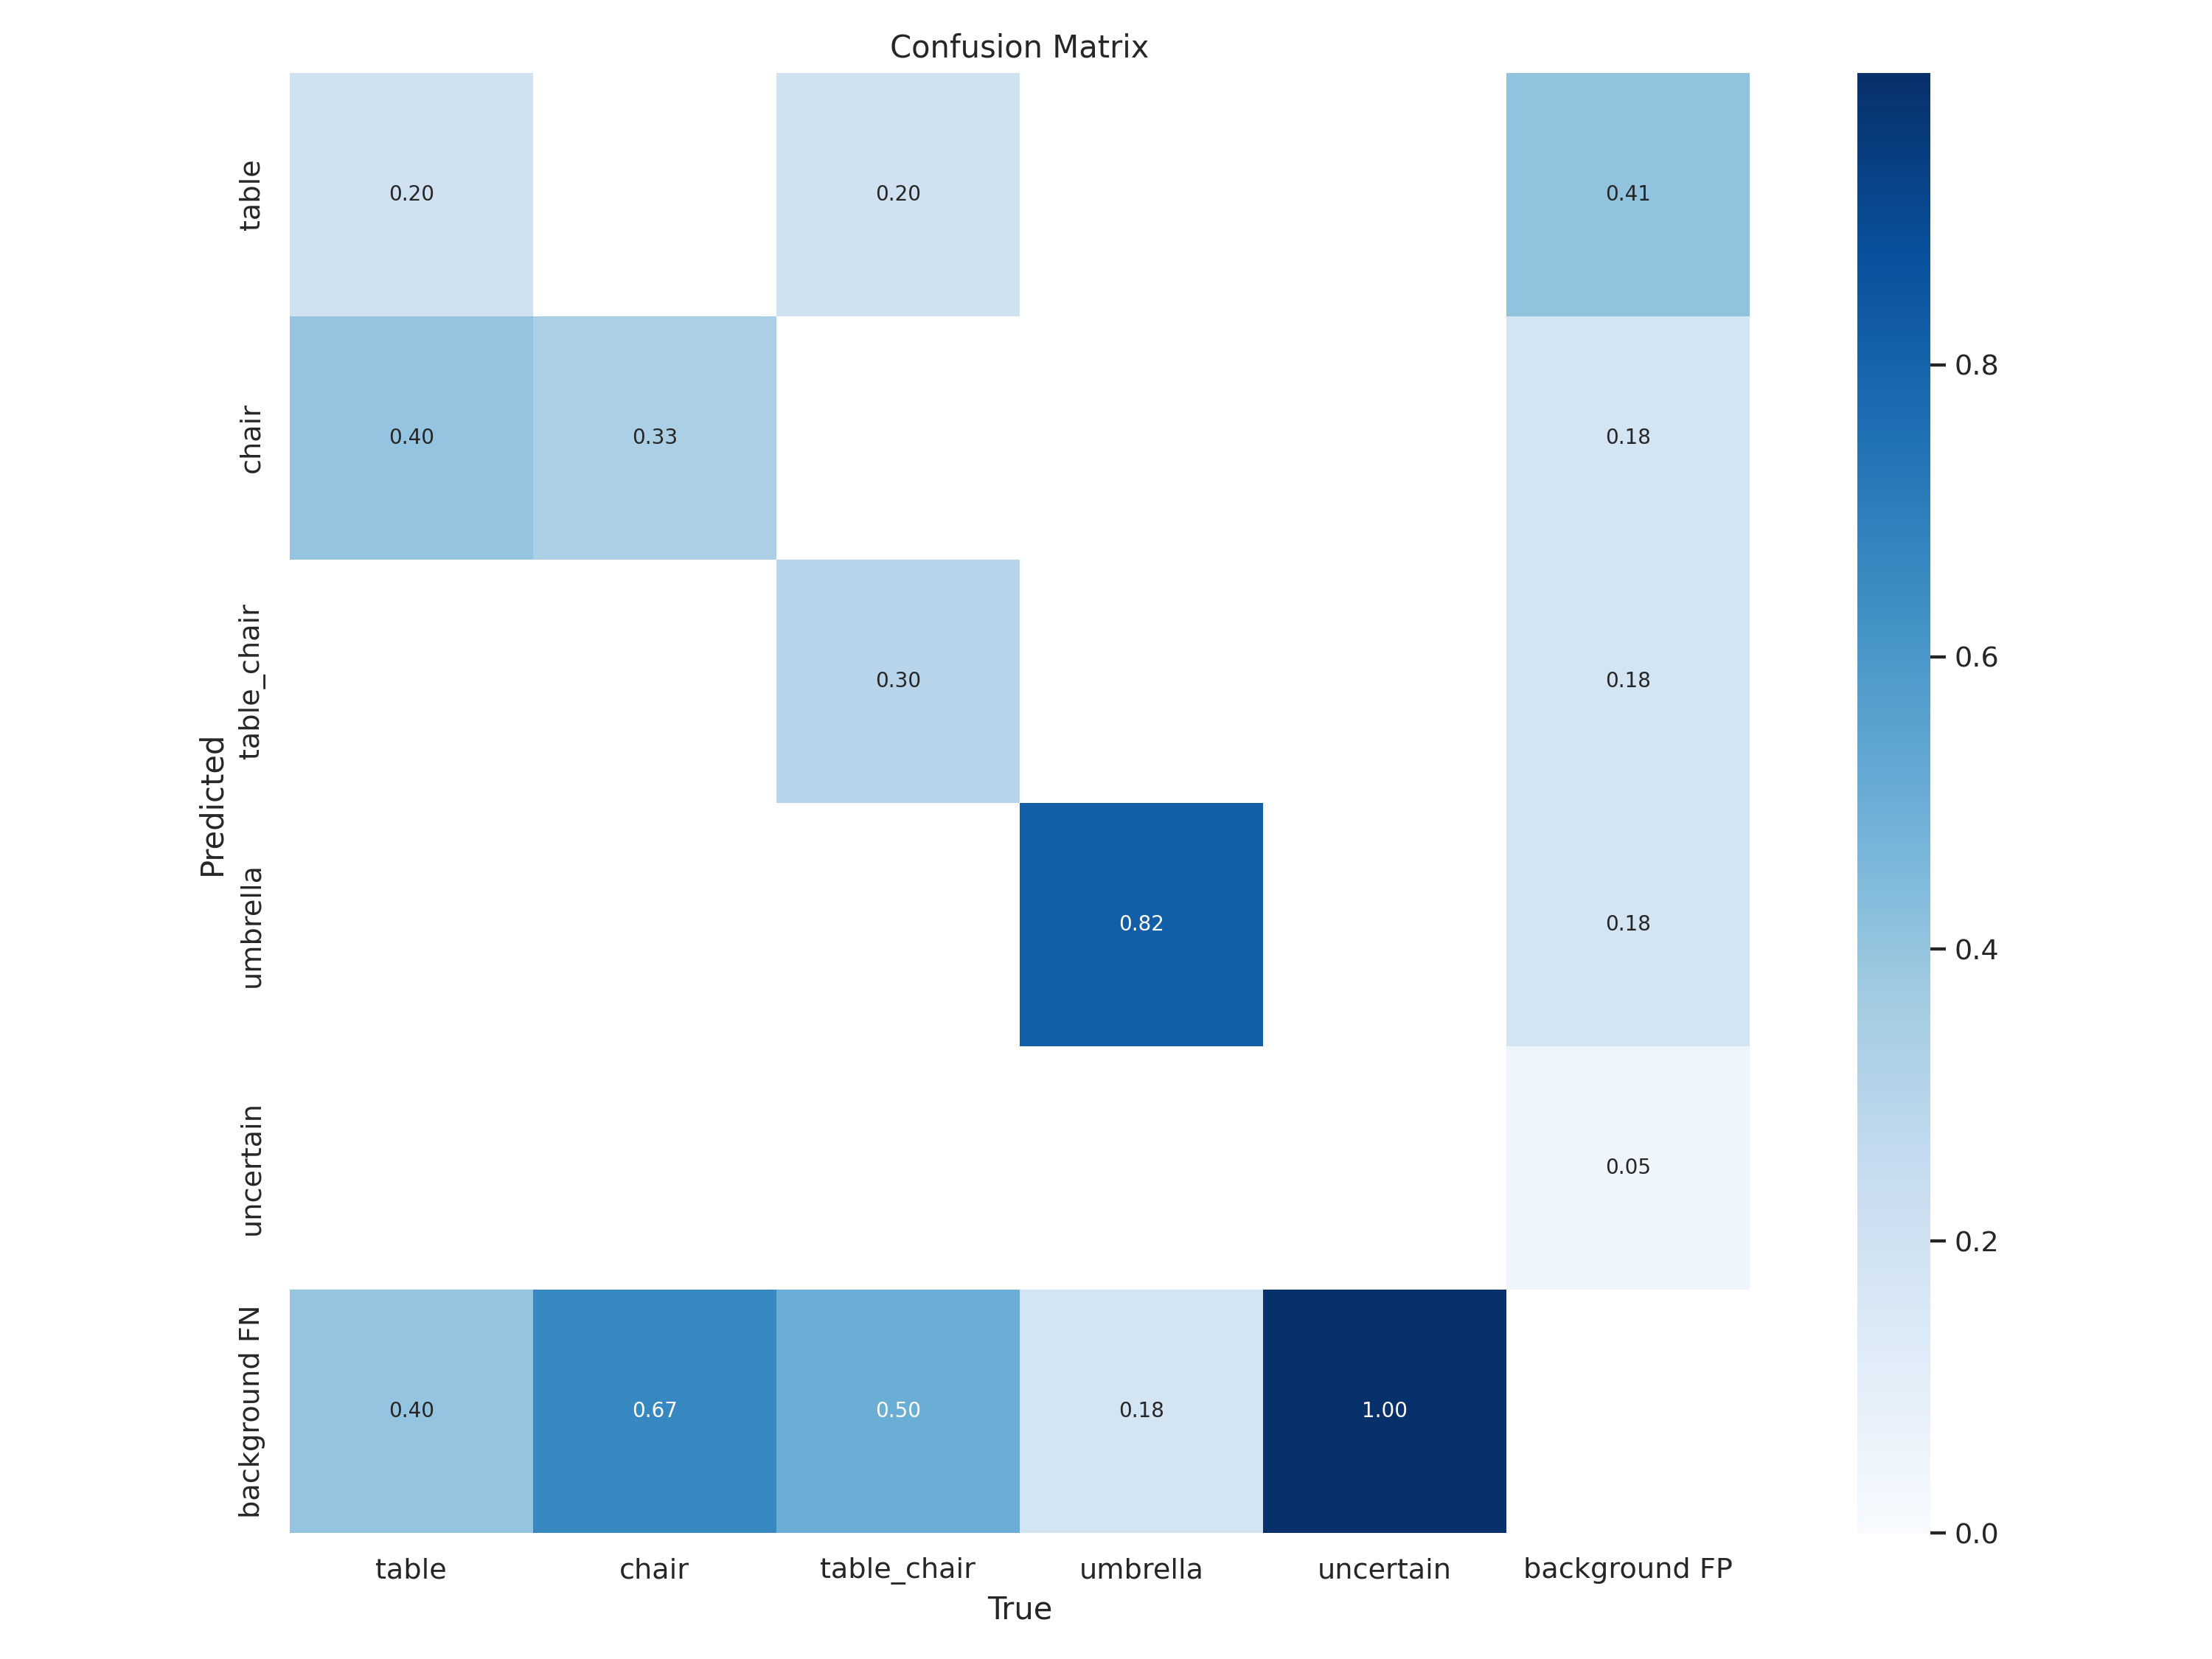 Confusion Matrix
table
0.20
0.20
0.41
chair
0.40
0.33
0.18
table_chair
0.30
0.18
umbrella
0.82
0.18
uncertain
0.05
background FN
0.40
0.67
0.50
0.18
1.00
Predicted
table
chair
table_chair
umbrella
uncertain
background FP
True
0.8
0.6
0.4
0.2
0.0